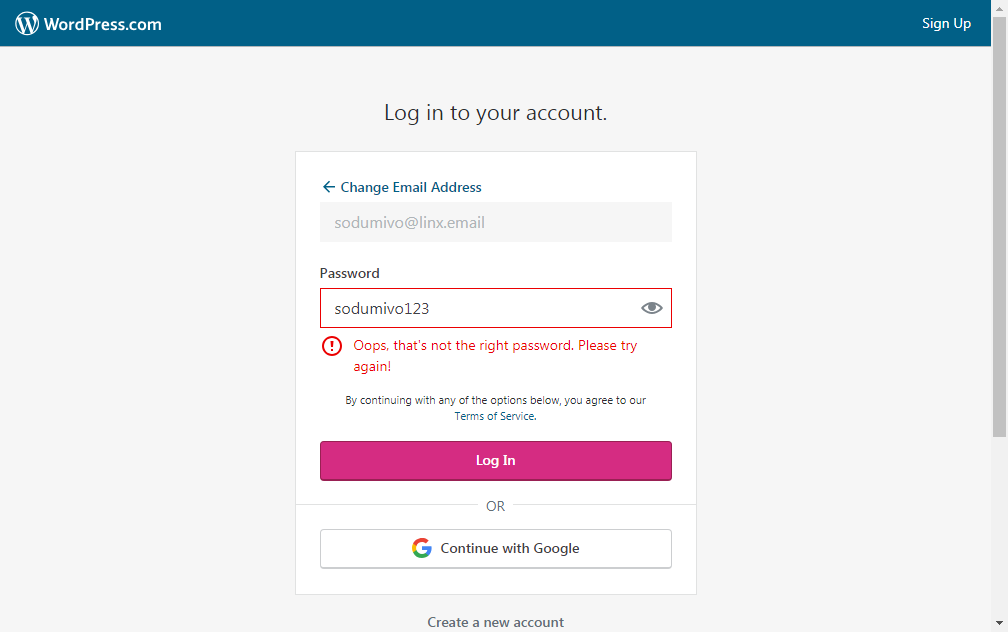 WordPress.com
Sign Up
Log in to your account.
← Change Email Address
sodumivo@linx.email
Password
sodumivo123
Oops, that's not the right password. Please try
again!
By continuing with any of the options below, you agree to our
Terms of Service.
Log In
OR
Continue with Google
Create a new account